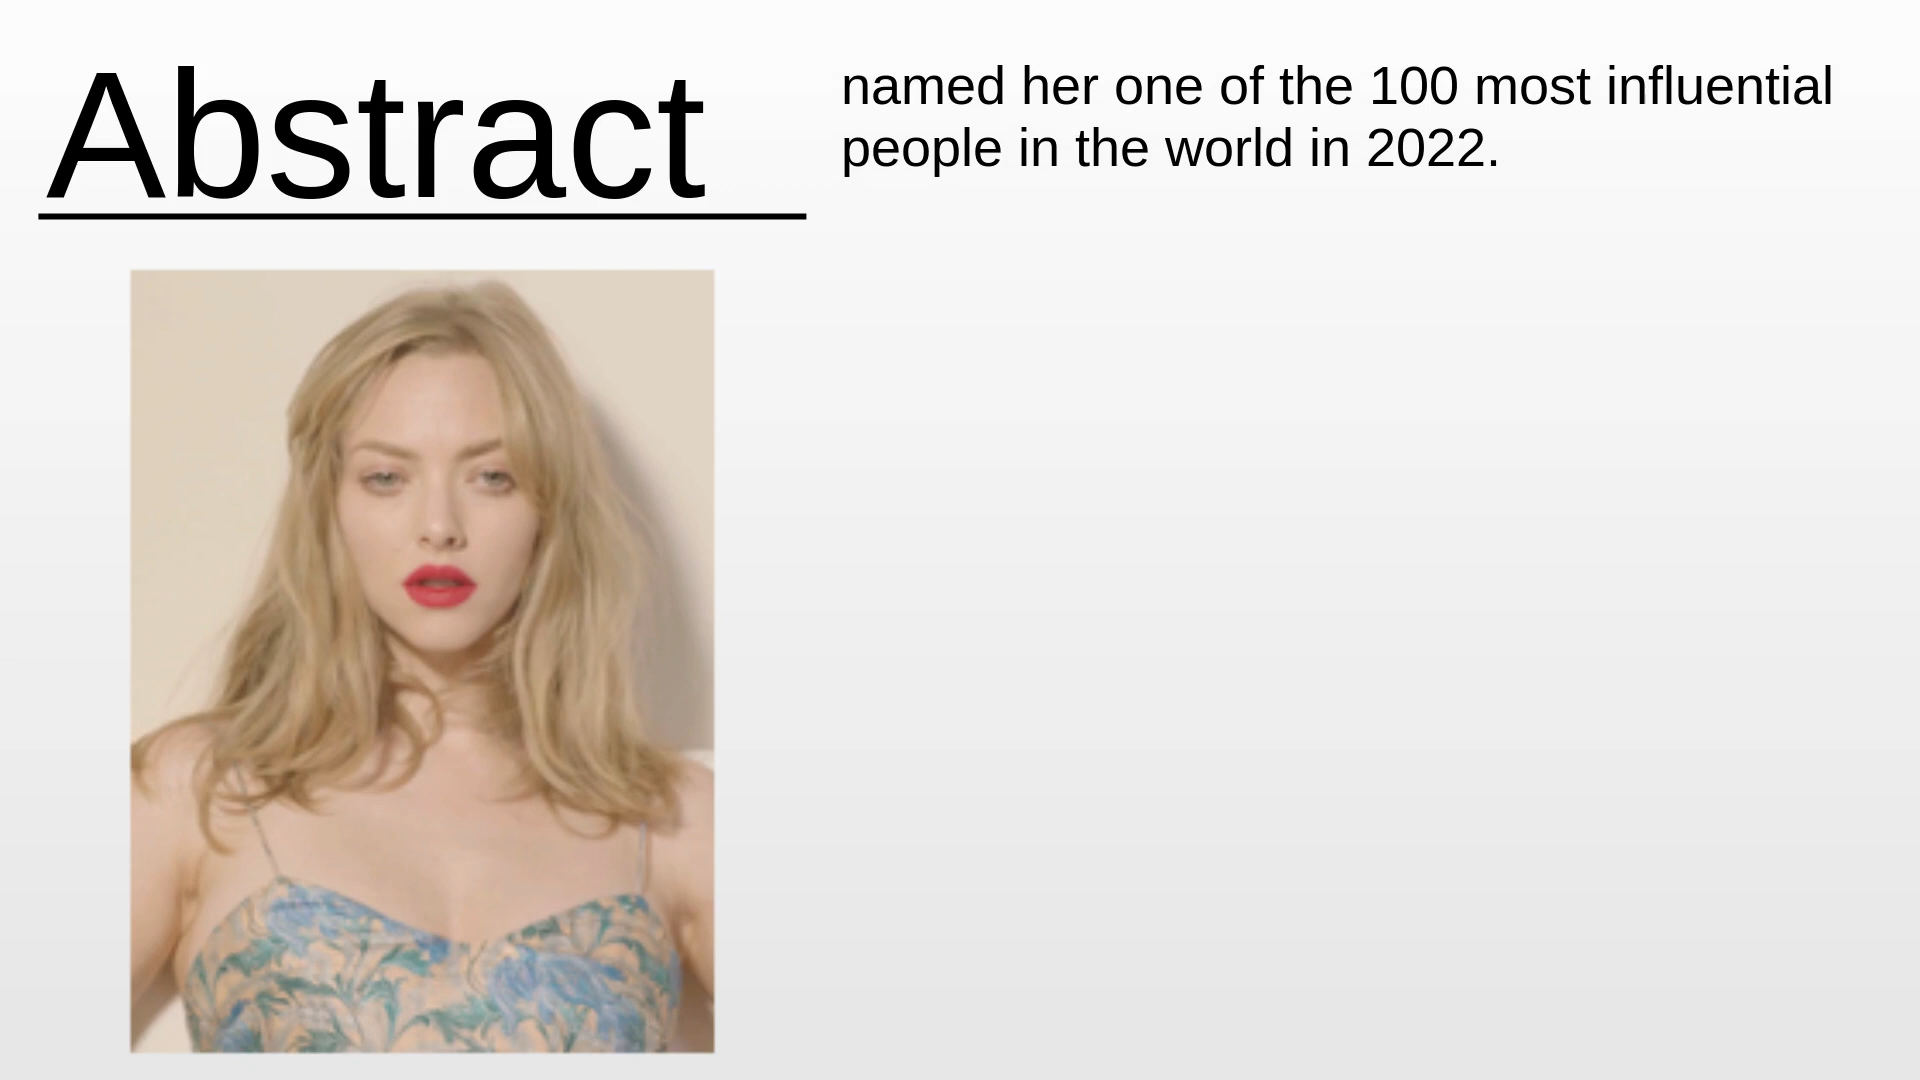 Abstract
named her one of the 100 most influential
people in the world in 2022.